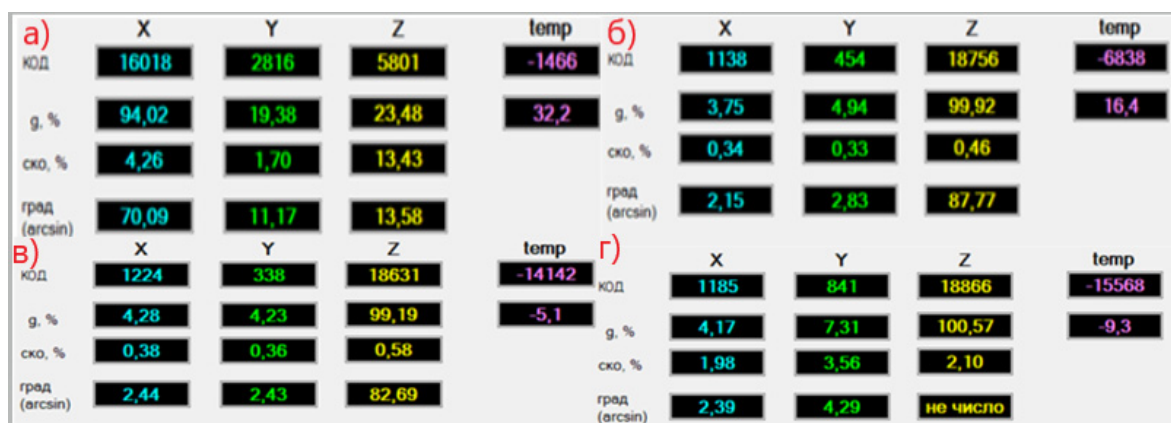 а) X Y Z temp
код 16018 2816 5801 -1466
g, % 94,02 19,38 23,48 32,2
ско, % 4,26 1,70 13,43
град (arcsin) 70,09 11,17 13,58
б) X Y Z temp
код 1138 454 18756 -6838
g, % 3,75 4,94 99,92 16,4
ско, % 0,34 0,33 0,46
град (arcsin) 2,15 2,83 87,77
в) X Y Z temp
код 1224 338 18631 -14142
g, % 4,28 4,23 99,19 -5,1
ско, % 0,38 0,36 0,58
град (arcsin) 2,44 2,43 82,69
г) X Y Z temp
код 1185 841 18866 -15568
g, % 4,17 7,31 100,57 -9,3
ско, % 1,98 3,56 2,10
град (arcsin) 2,39 4,29 не число